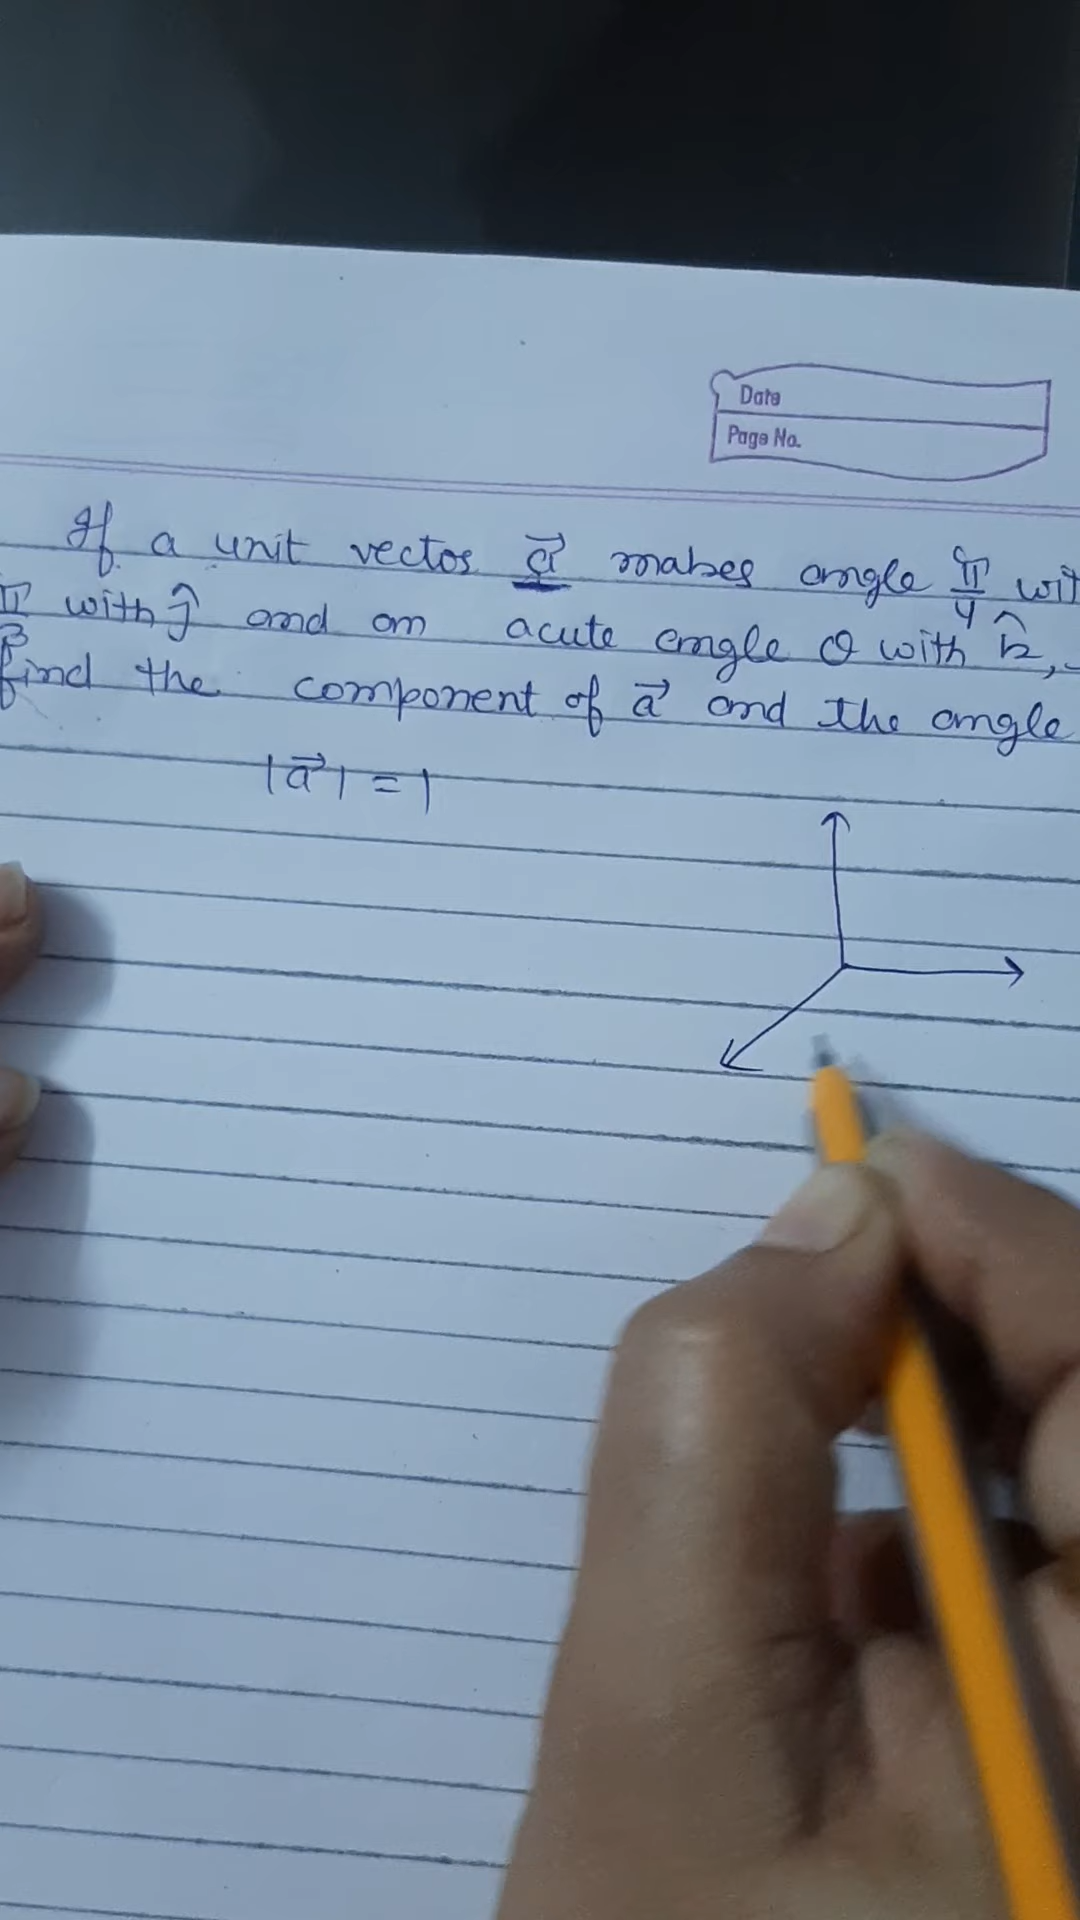 Date
Page No.
If a unit vector a⃗ makes angle π/4 wit
π/3 with ĵ and an acute angle θ with k̂,
find the component of a⃗ and the angle
|a⃗| = 1